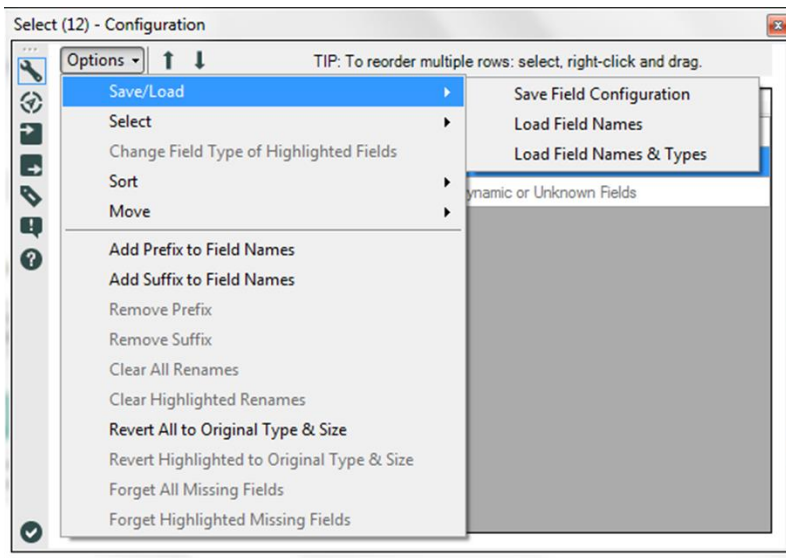 Select (12) - Configuration
Options TIP: To reorder multiple rows: select, right-click and drag.
Save/Load
Select
Change Field Type of Highlighted Fields
Sort
Move
Add Prefix to Field Names
Add Suffix to Field Names
Remove Prefix
Remove Suffix
Clear All Renames
Clear Highlighted Renames
Revert All to Original Type & Size
Revert Highlighted to Original Type & Size
Forget All Missing Fields
Forget Highlighted Missing Fields
Save Field Configuration
Load Field Names
Load Field Names & Types
ynamic or Unknown Fields